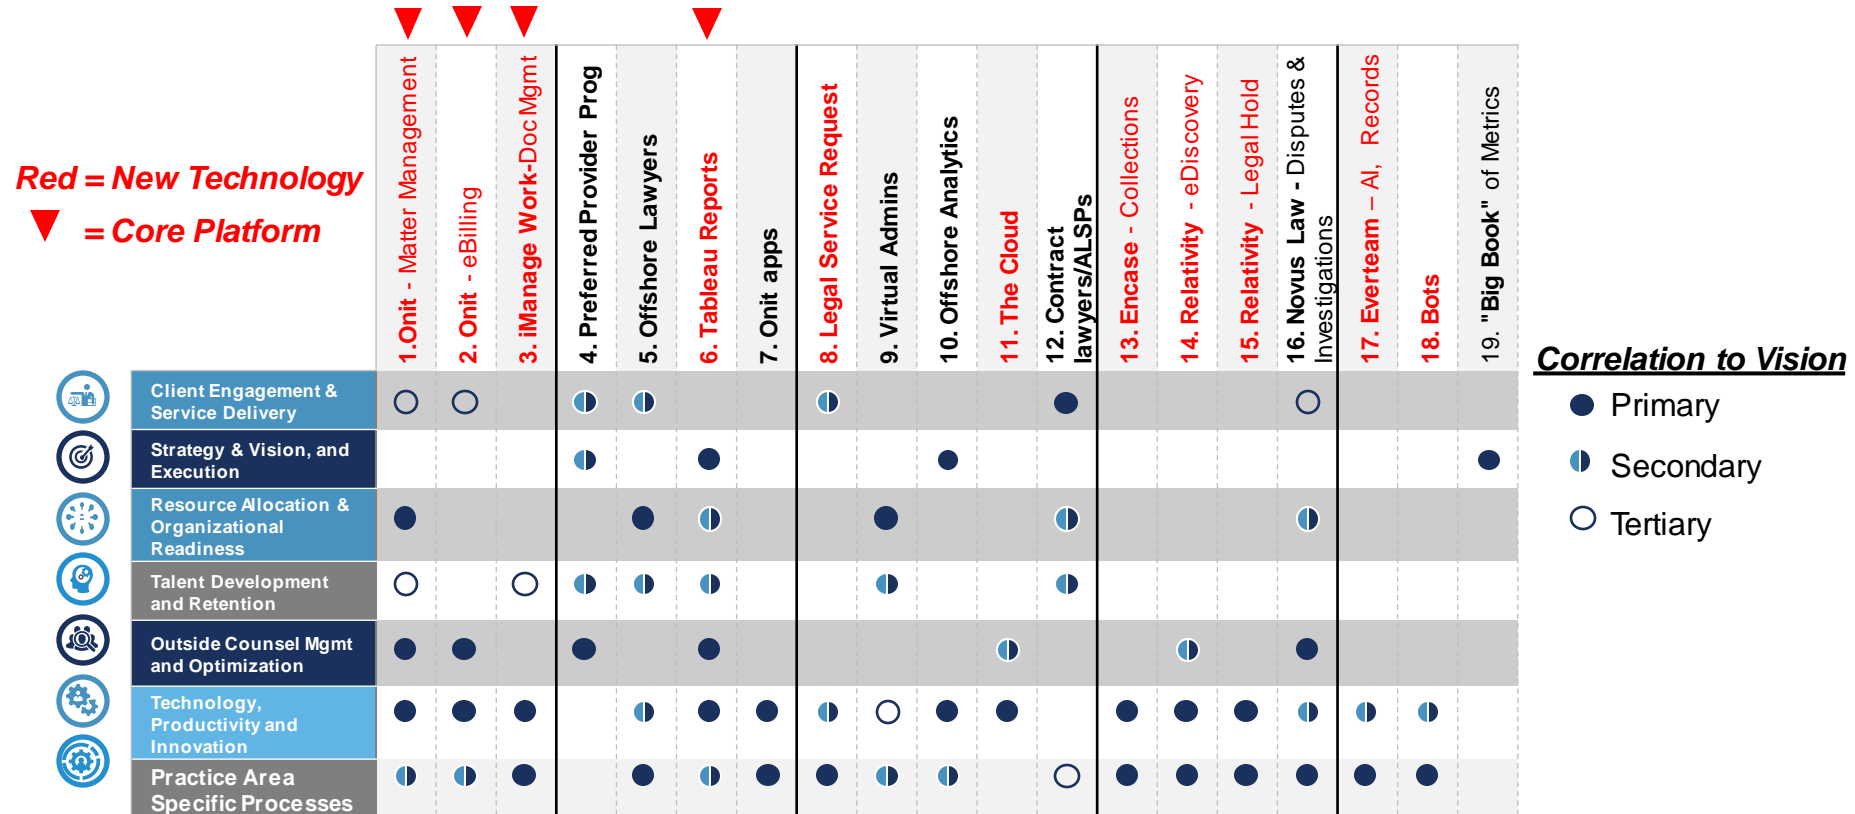 Red = New Technology
= Core Platform
1.Onit - Matter Management
2. Onit - eBilling
3. iManage Work-Doc Mgmt
4. Preferred Provider Prog
5. Offshore Lawyers
6. Tableau Reports
7. Onit apps
8. Legal Service Request
9. Virtual Admins
10. Offshore Analytics
11. The Cloud
12. Contract
lawyers/ALSPs
13. Encase - Collections
14. Relativity - eDiscovery
15. Relativity - Legal Hold
16. Novus Law - Disputes &
Investigations
17. Everteam – AI, Records
18. Bots
19. "Big Book" of Metrics
Client Engagement &
Service Delivery
Strategy & Vision, and
Execution
Resource Allocation &
Organizational
Readiness
Talent Development
and Retention
Outside Counsel Mgmt
and Optimization
Technology,
Productivity and
Innovation
Practice Area
Specific Processes
Correlation to Vision
Primary
Secondary
Tertiary